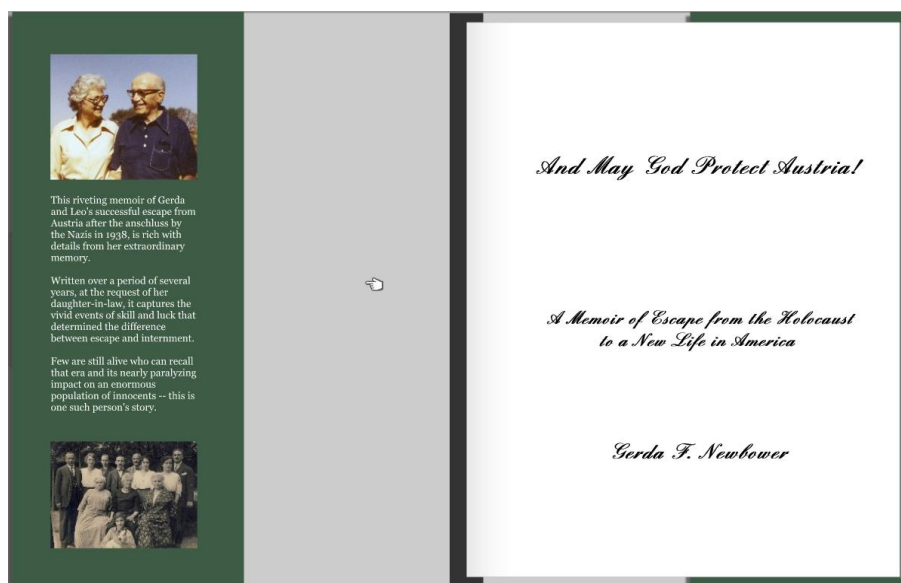 This riveting memoir of Gerda
and Leo's successful escape from
Austria after the anschluss by
the Nazis in 1938, is rich with
details from her extraordinary
memory.
Written over a period of several
years, at the request of her
daughter-in-law, it captures the
vivid events of skill and luck that
determined the difference
between escape and internment.
Few are still alive who can recall
that era and its nearly paralyzing
impact on an enormous
population of innocents -- this is
one such person's story.
And May God Protect Austria!
A Memoir of Escape from the Holocaust
to a New Life in America
Gerda F. Newbower